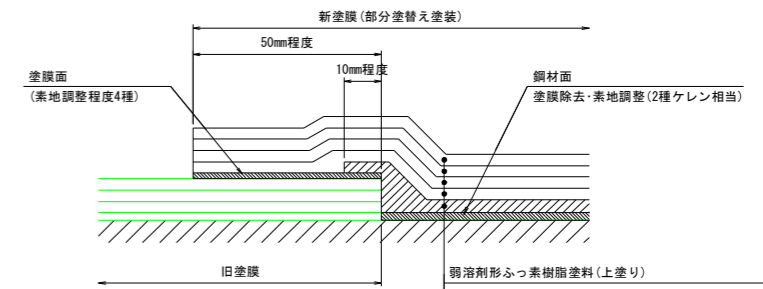 新塗膜(部分塗替え塗装)
50mm程度
10mm程度
塗膜面
(素地調整程度4種)
鋼材面
塗膜除去・素地調整(2種ケレン相当)
旧塗膜
弱溶剤形ふっ素樹脂塗料(上塗り)